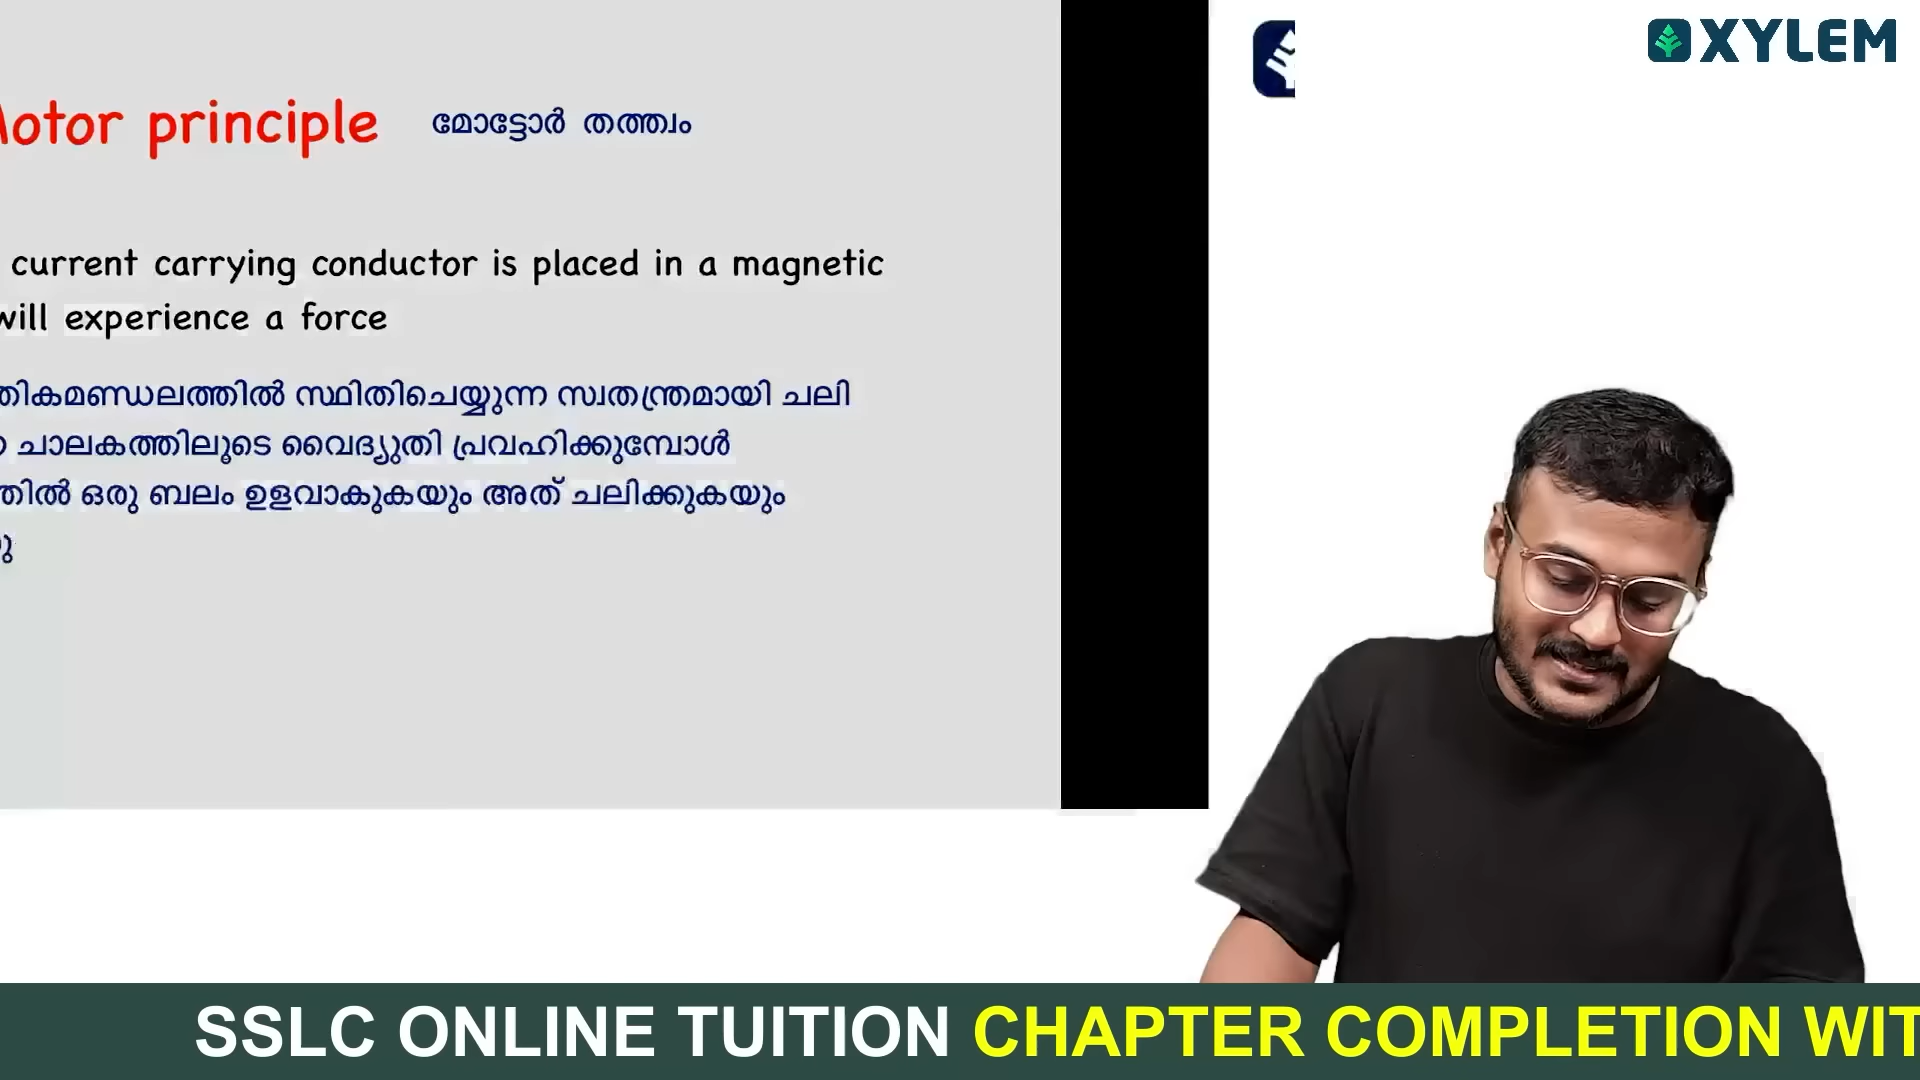 XYLEM
Motor principle മോട്ടോർ തത്ത്വം
current carrying conductor is placed in a magnetic
will experience a force
തികമണ്ഡലത്തിൽ സ്ഥിതിചെയ്യുന്ന സ്വതന്ത്രമായി ചലി
ചാലകത്തിലൂടെ വൈദ്യുതി പ്രവഹിക്കുമ്പോൾ
ത്തിൽ ഒരു ബലം ഉളവാകുകയും അത് ചലിക്കുകയും
SSLC ONLINE TUITION CHAPTER COMPLETION WIT